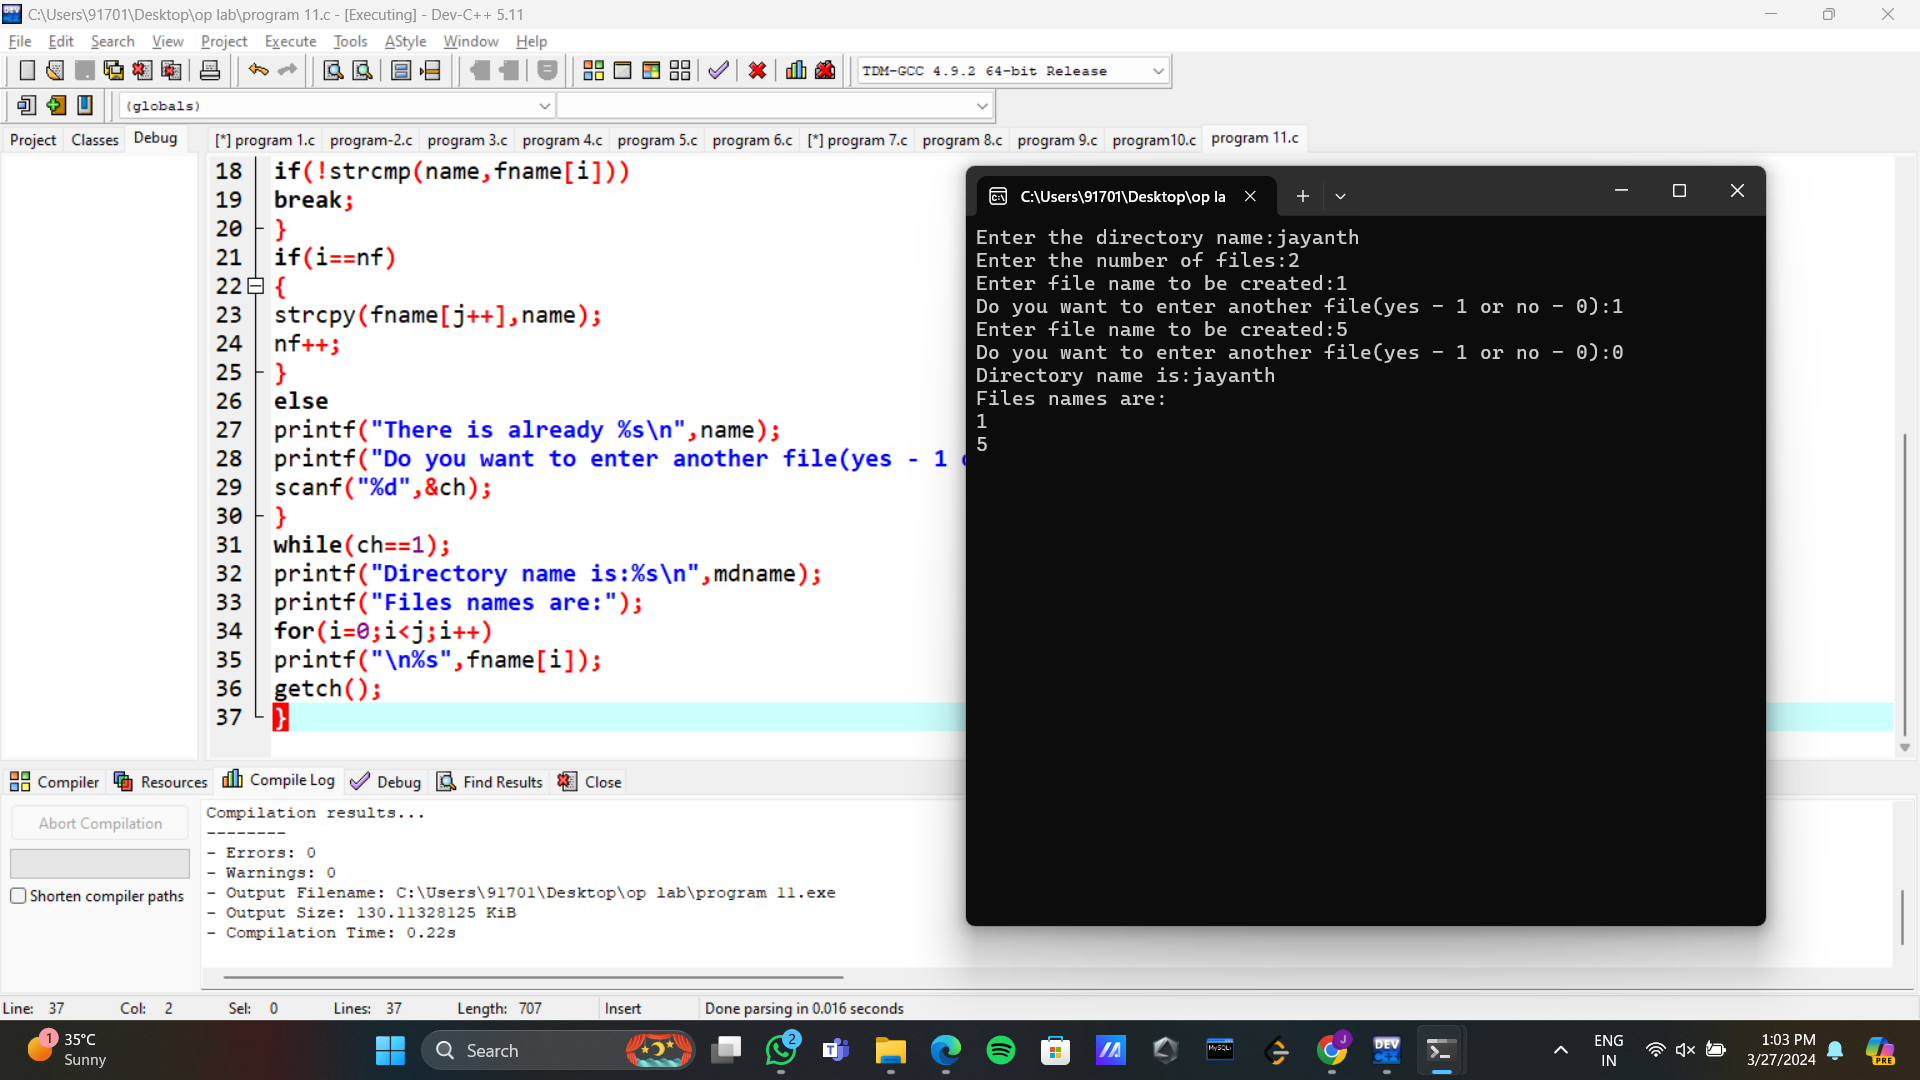 C:\Users\91701\Desktop\op lab\program 11.c - [Executing] - Dev-C++ 5.11
File Edit Search View Project Execute Tools AStyle Window Help
TDM-GCC 4.9.2 64-bit Release
(globals)
Project Classes Debug
[*] program 1.c program-2.c program 3.c program 4.c program 5.c program 6.c [*] program 7.c program 8.c program 9.c program10.c program 11.c
18 if(!strcmp(name,fname[i]))
19 break;
20 }
21 if(i==nf)
22 {
23 strcpy(fname[j++],name);
24 nf++;
25 }
26 else
27 printf("There is already %s\n",name);
28 printf("Do you want to enter another file(yes - 1
29 scanf("%d",&ch);
30 }
31 while(ch==1);
32 printf("Directory name is:%s\n",mdname);
33 printf("Files names are:");
34 for(i=0;i<j;i++)
35 printf("\n%s",fname[i]);
36 getch();
37 }
C:\Users\91701\Desktop\op la
Enter the directory name:jayanth
Enter the number of files:2
Enter file name to be created:1
Do you want to enter another file(yes - 1 or no - 0):1
Enter file name to be created:5
Do you want to enter another file(yes - 1 or no - 0):0
Directory name is:jayanth
Files names are:
1
5
Compiler Resources Compile Log Debug Find Results Close
Abort Compilation
Shorten compiler paths
Compilation results...
--------
- Errors: 0
- Warnings: 0
- Output Filename: C:\Users\91701\Desktop\op lab\program 11.exe
- Output Size: 130.11328125 KiB
- Compilation Time: 0.22s
Line: 37 Col: 2 Sel: 0 Lines: 37 Length: 707 Insert Done parsing in 0.016 seconds
1
35°C
Sunny
Search
2
J
MySQL
DEV
C++
ENG
IN
1:03 PM
3/27/2024
PRE